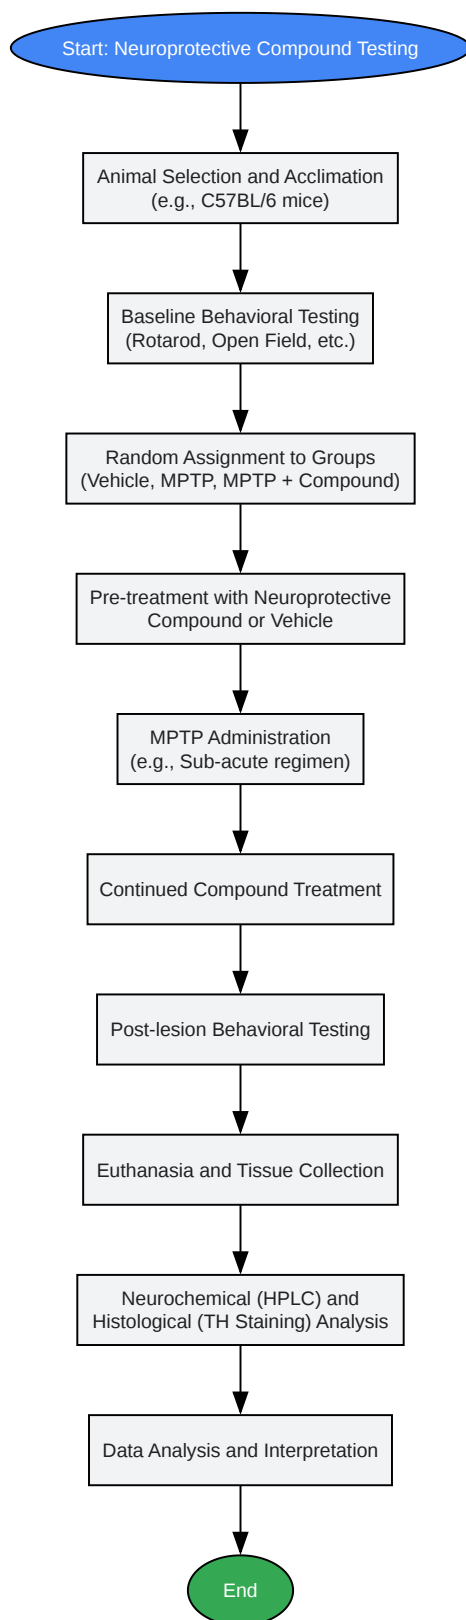 Start: Neuroprotective Compound Testing
Animal Selection and Acclimation
(e.g., C57BL/6 mice)
Baseline Behavioral Testing
(Rotarod, Open Field, etc.)
Random Assignment to Groups
(Vehicle, MPTP, MPTP + Compound)
Pre-treatment with Neuroprotective
Compound or Vehicle
MPTP Administration
(e.g., Sub-acute regimen)
Continued Compound Treatment
Post-lesion Behavioral Testing
Euthanasia and Tissue Collection
Neurochemical (HPLC) and
Histological (TH Staining) Analysis
Data Analysis and Interpretation
End